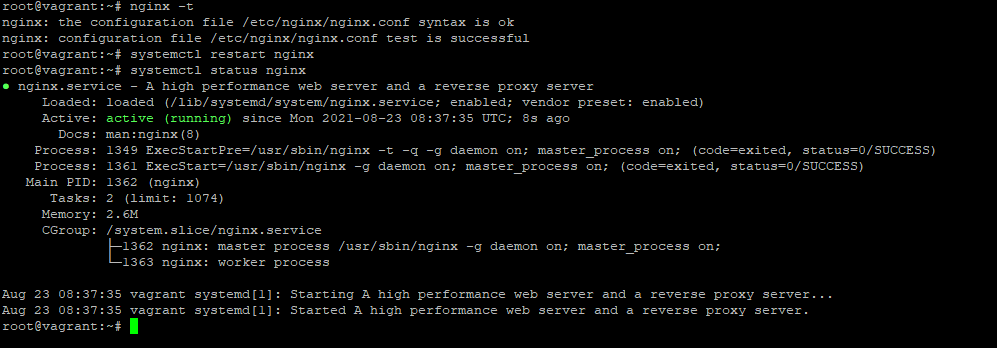 root@vagrant:~# nginx -t
nginx: the configuration file /etc/nginx/nginx.conf syntax is ok
nginx: configuration file /etc/nginx/nginx.conf test is successful
root@vagrant:~# systemctl restart nginx
root@vagrant:~# systemctl status nginx
● nginx.service - A high performance web server and a reverse proxy server
     Loaded: loaded (/lib/systemd/system/nginx.service; enabled; vendor preset: enabled)
     Active: active (running) since Mon 2021-08-23 08:37:35 UTC; 8s ago
       Docs: man:nginx(8)
    Process: 1349 ExecStartPre=/usr/sbin/nginx -t -q -g daemon on; master_process on; (code=exited, status=0/SUCCESS)
    Process: 1361 ExecStart=/usr/sbin/nginx -g daemon on; master_process on; (code=exited, status=0/SUCCESS)
   Main PID: 1362 (nginx)
      Tasks: 2 (limit: 1074)
     Memory: 2.6M
     CGroup: /system.slice/nginx.service
             ├─1362 nginx: master process /usr/sbin/nginx -g daemon on; master_process on;
             └─1363 nginx: worker process
Aug 23 08:37:35 vagrant systemd[1]: Starting A high performance web server and a reverse proxy server...
Aug 23 08:37:35 vagrant systemd[1]: Started A high performance web server and a reverse proxy server.
root@vagrant:~#